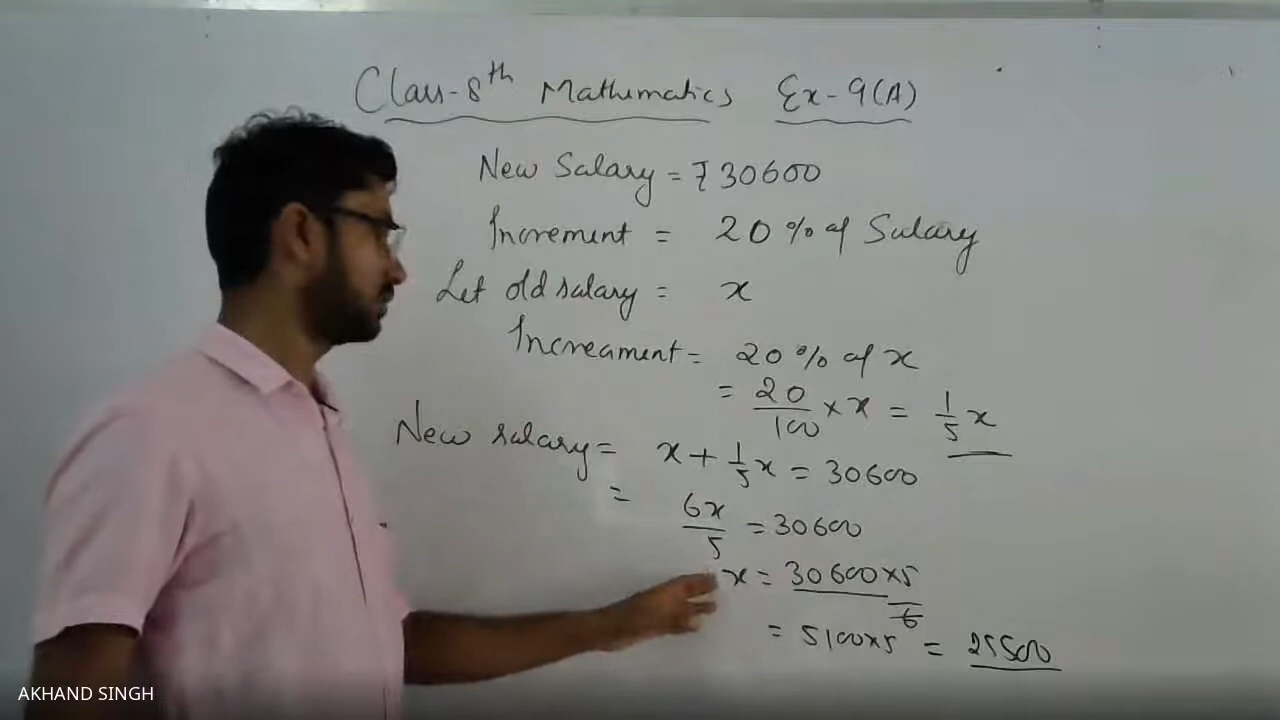 Class-8th Mathematics Ex-9(A)
New Salary = ₹30600
Increment = 20% of Salary
Let old salary = x
Increament = 20% of x
= 20/100 × x = 1/5 x
New salary = x + 1/5 x = 30600
= 6x/5 = 30600
x = 30600×5/6
= 5100×5 = 25500
AKHAND SINGH